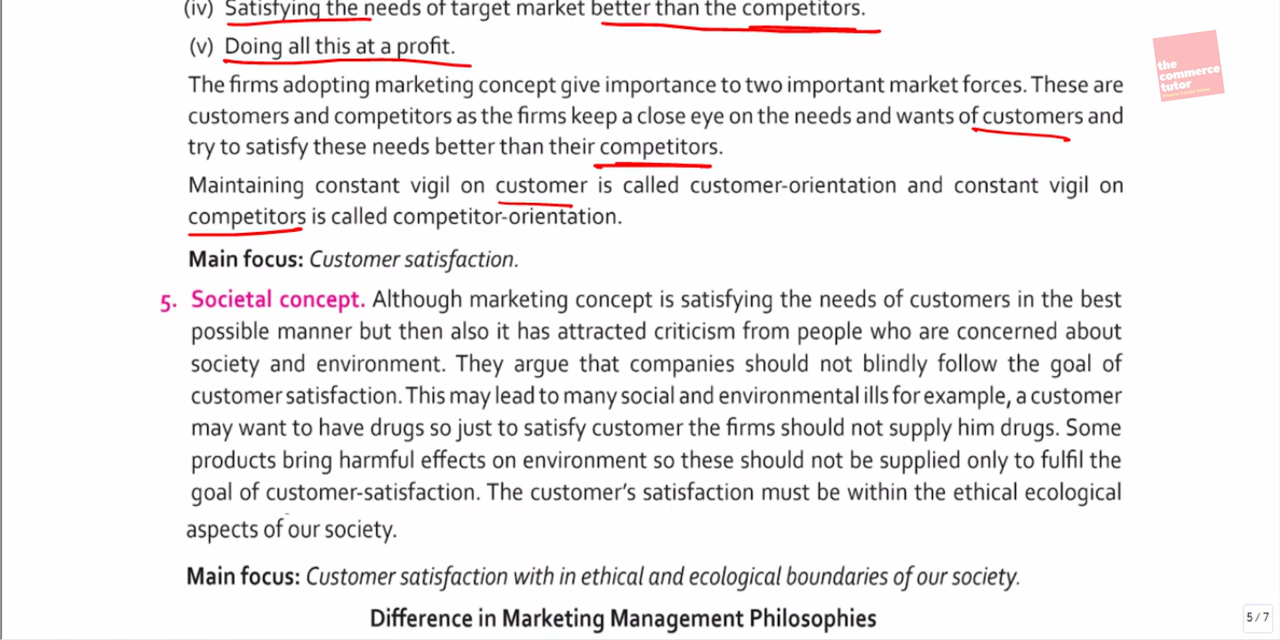 (iv) Satisfying the needs of target market better than the competitors.
(v) Doing all this at a profit.
the
commerce
tutor
The firms adopting marketing concept give importance to two important market forces. These are
customers and competitors as the firms keep a close eye on the needs and wants of customers and
try to satisfy these needs better than their competitors.
Maintaining constant vigil on customer is called customer-orientation and constant vigil on
competitors is called competitor-orientation.
Main focus: Customer satisfaction.
5. Societal concept. Although marketing concept is satisfying the needs of customers in the best
possible manner but then also it has attracted criticism from people who are concerned about
society and environment. They argue that companies should not blindly follow the goal of
customer satisfaction. This may lead to many social and environmental ills for example, a customer
may want to have drugs so just to satisfy customer the firms should not supply him drugs. Some
products bring harmful effects on environment so these should not be supplied only to fulfil the
goal of customer-satisfaction. The customer's satisfaction must be within the ethical ecological
aspects of our society.
Main focus: Customer satisfaction with in ethical and ecological boundaries of our society.
Difference in Marketing Management Philosophies
5 / 7